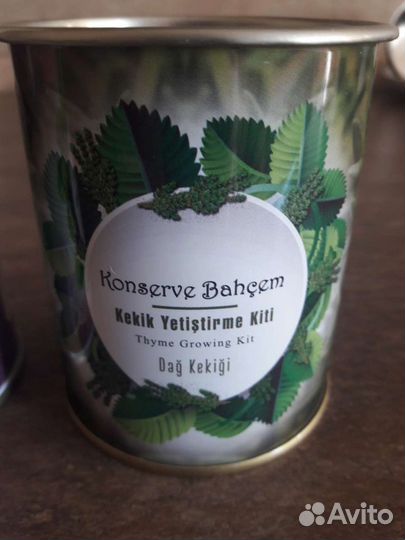 Konserve Bahçem
Kekik Yetiştirme Kiti
Thyme Growing Kit
Dağ Kekiği
Avito